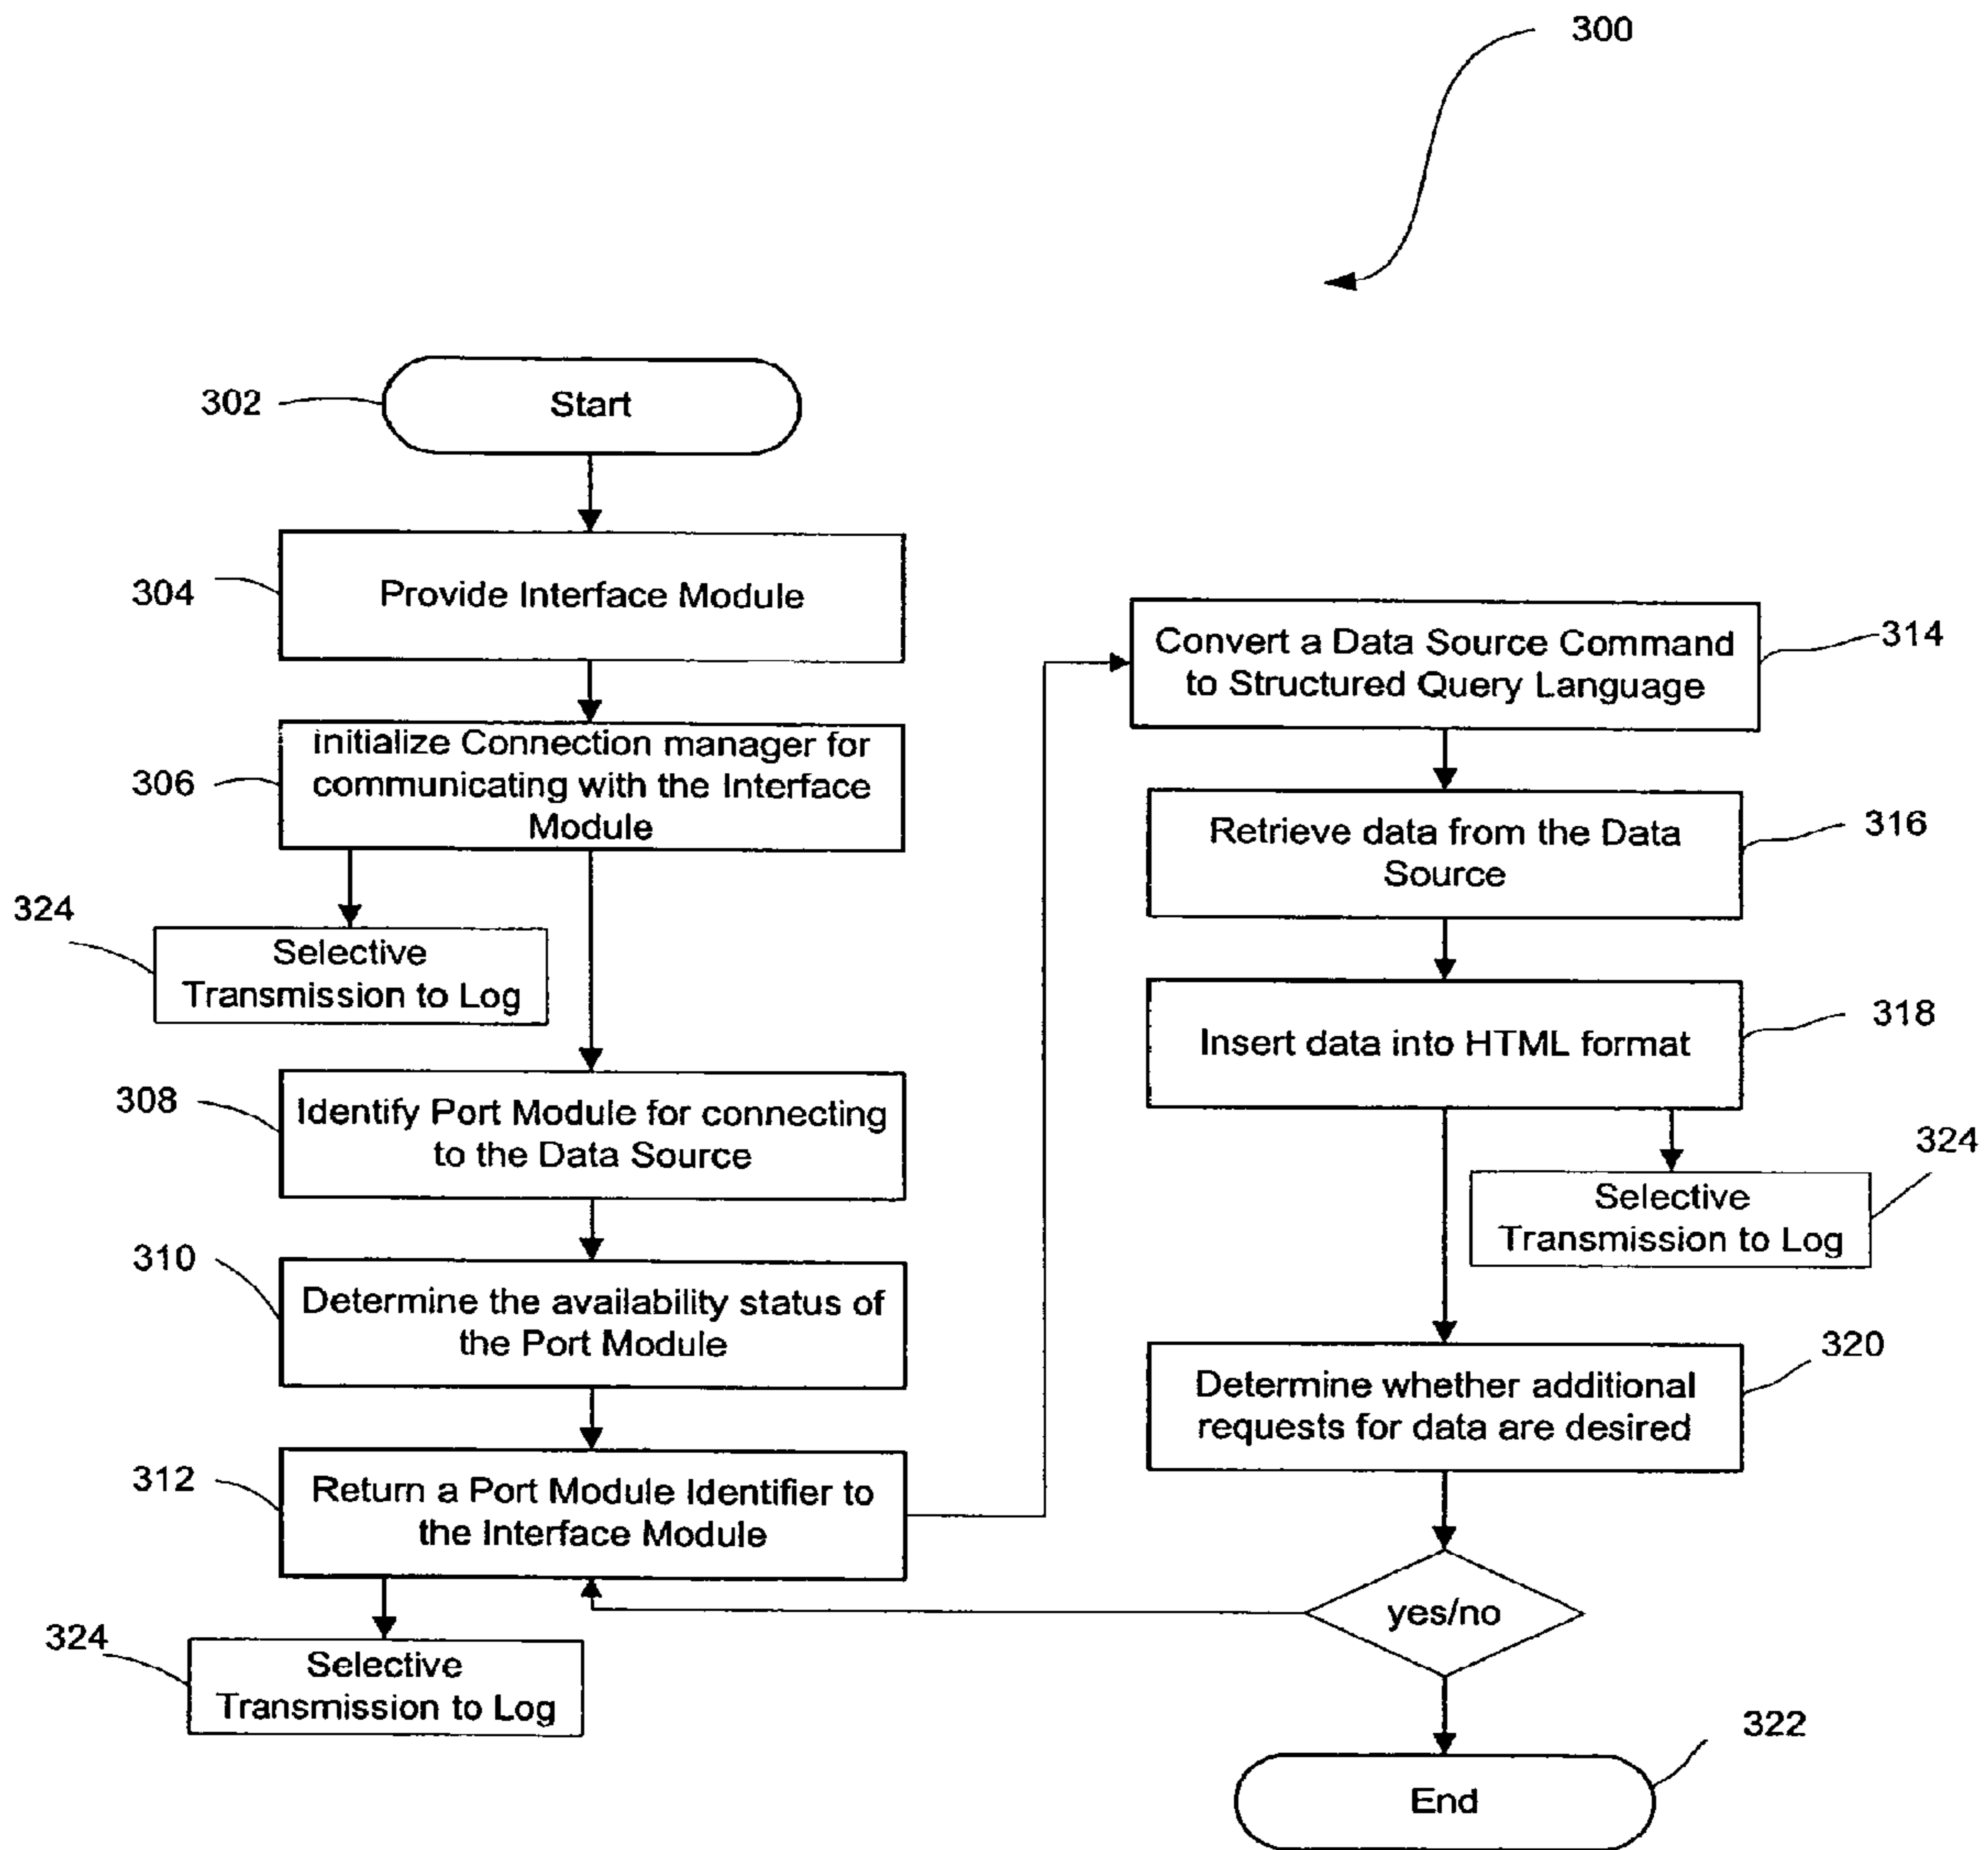 300
302
Start
304
Provide Interface Module
306
Initialize Connection manager for
communicating with the Interface
Module
324
Selective
Transmission to Log
308
Identify Port Module for connecting
to the Data Source
310
Determine the availability status of
the Port Module
312
Return a Port Module Identifier to
the Interface Module
324
Selective
Transmission to Log
314
Convert a Data Source Command
to Structured Query Language
316
Retrieve data from the Data
Source
318
Insert data into HTML format
324
Selective
Transmission to Log
320
Determine whether additional
requests for data are desired
yes/no
322
End